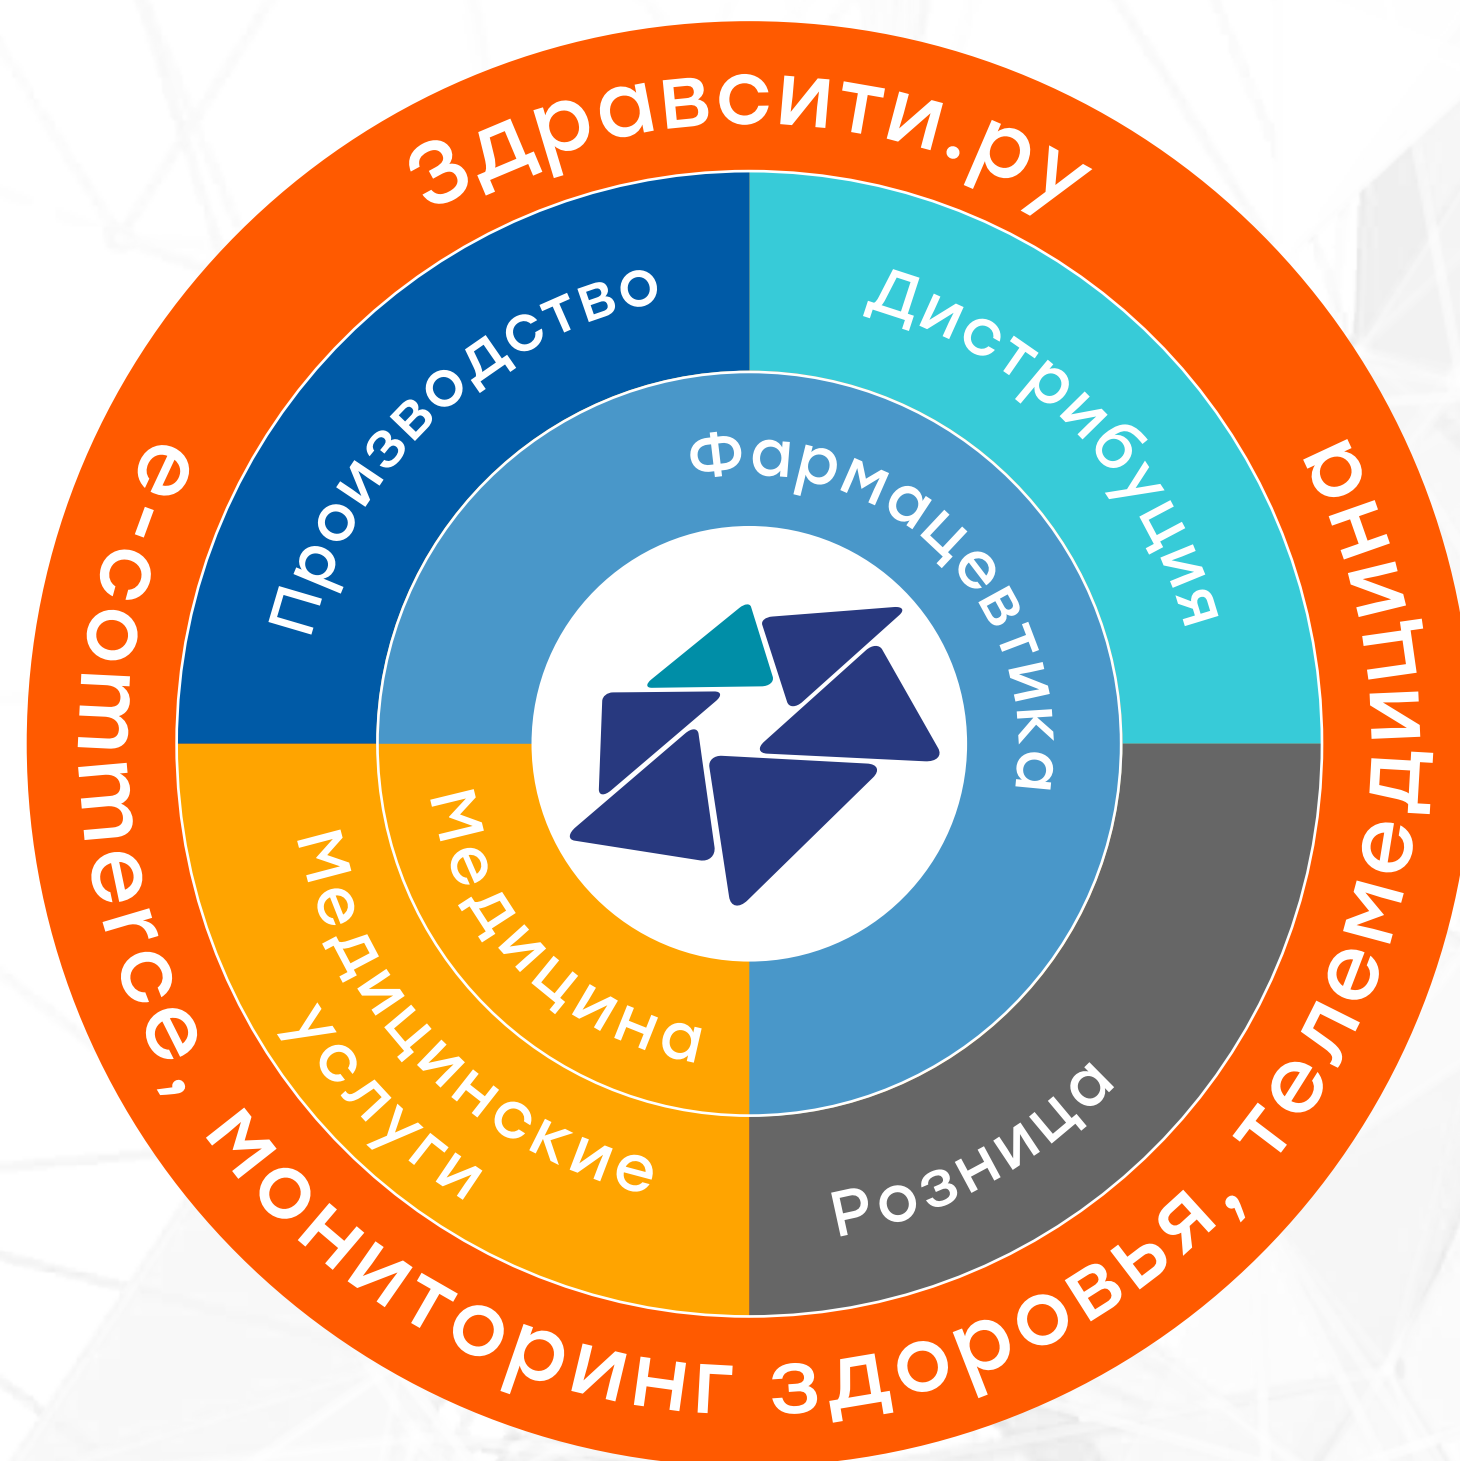 Здравсити.ру
Производство
Дистрибуция
Фармацевтика
Медицина
Медицинские
услуги
Розница
e-commerce, мониторинг здоровья, телемедицина